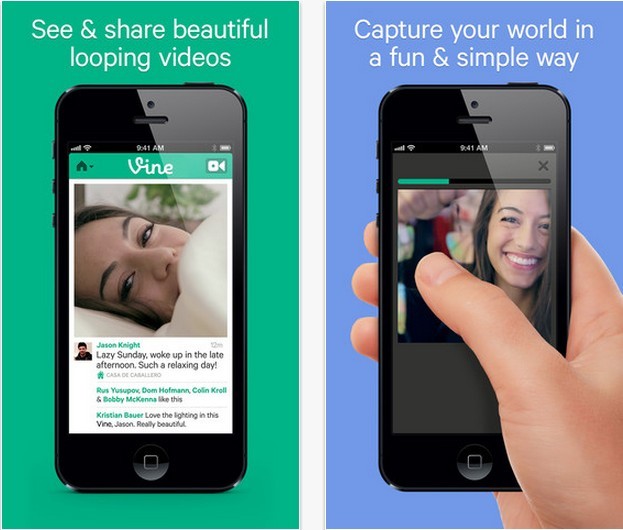 See & share beautiful
looping videos
9:41 AM
Vine
Jason Knight
12m
Lazy Sunday, woke up in the late
afternoon. Such a relaxing day!
CASA DE CABALLERO
Rus Yusupov, Dom Hofmann, Colin Kroll
& Bobby McKenna like this
Kristian Bauer Love the lighting in this
Vine, Jason. Really beautiful.
Capture your world in
a fun & simple way
9:41 AM